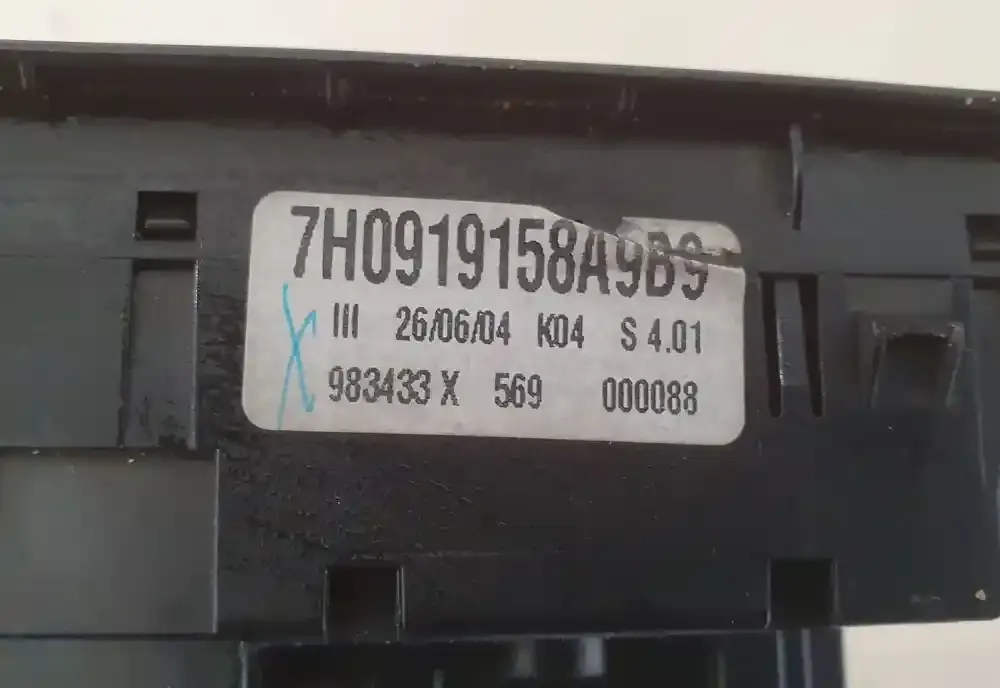 7H0919158A9B9
III 26/06/04 K04 S 4.01
983433 X 569 000088